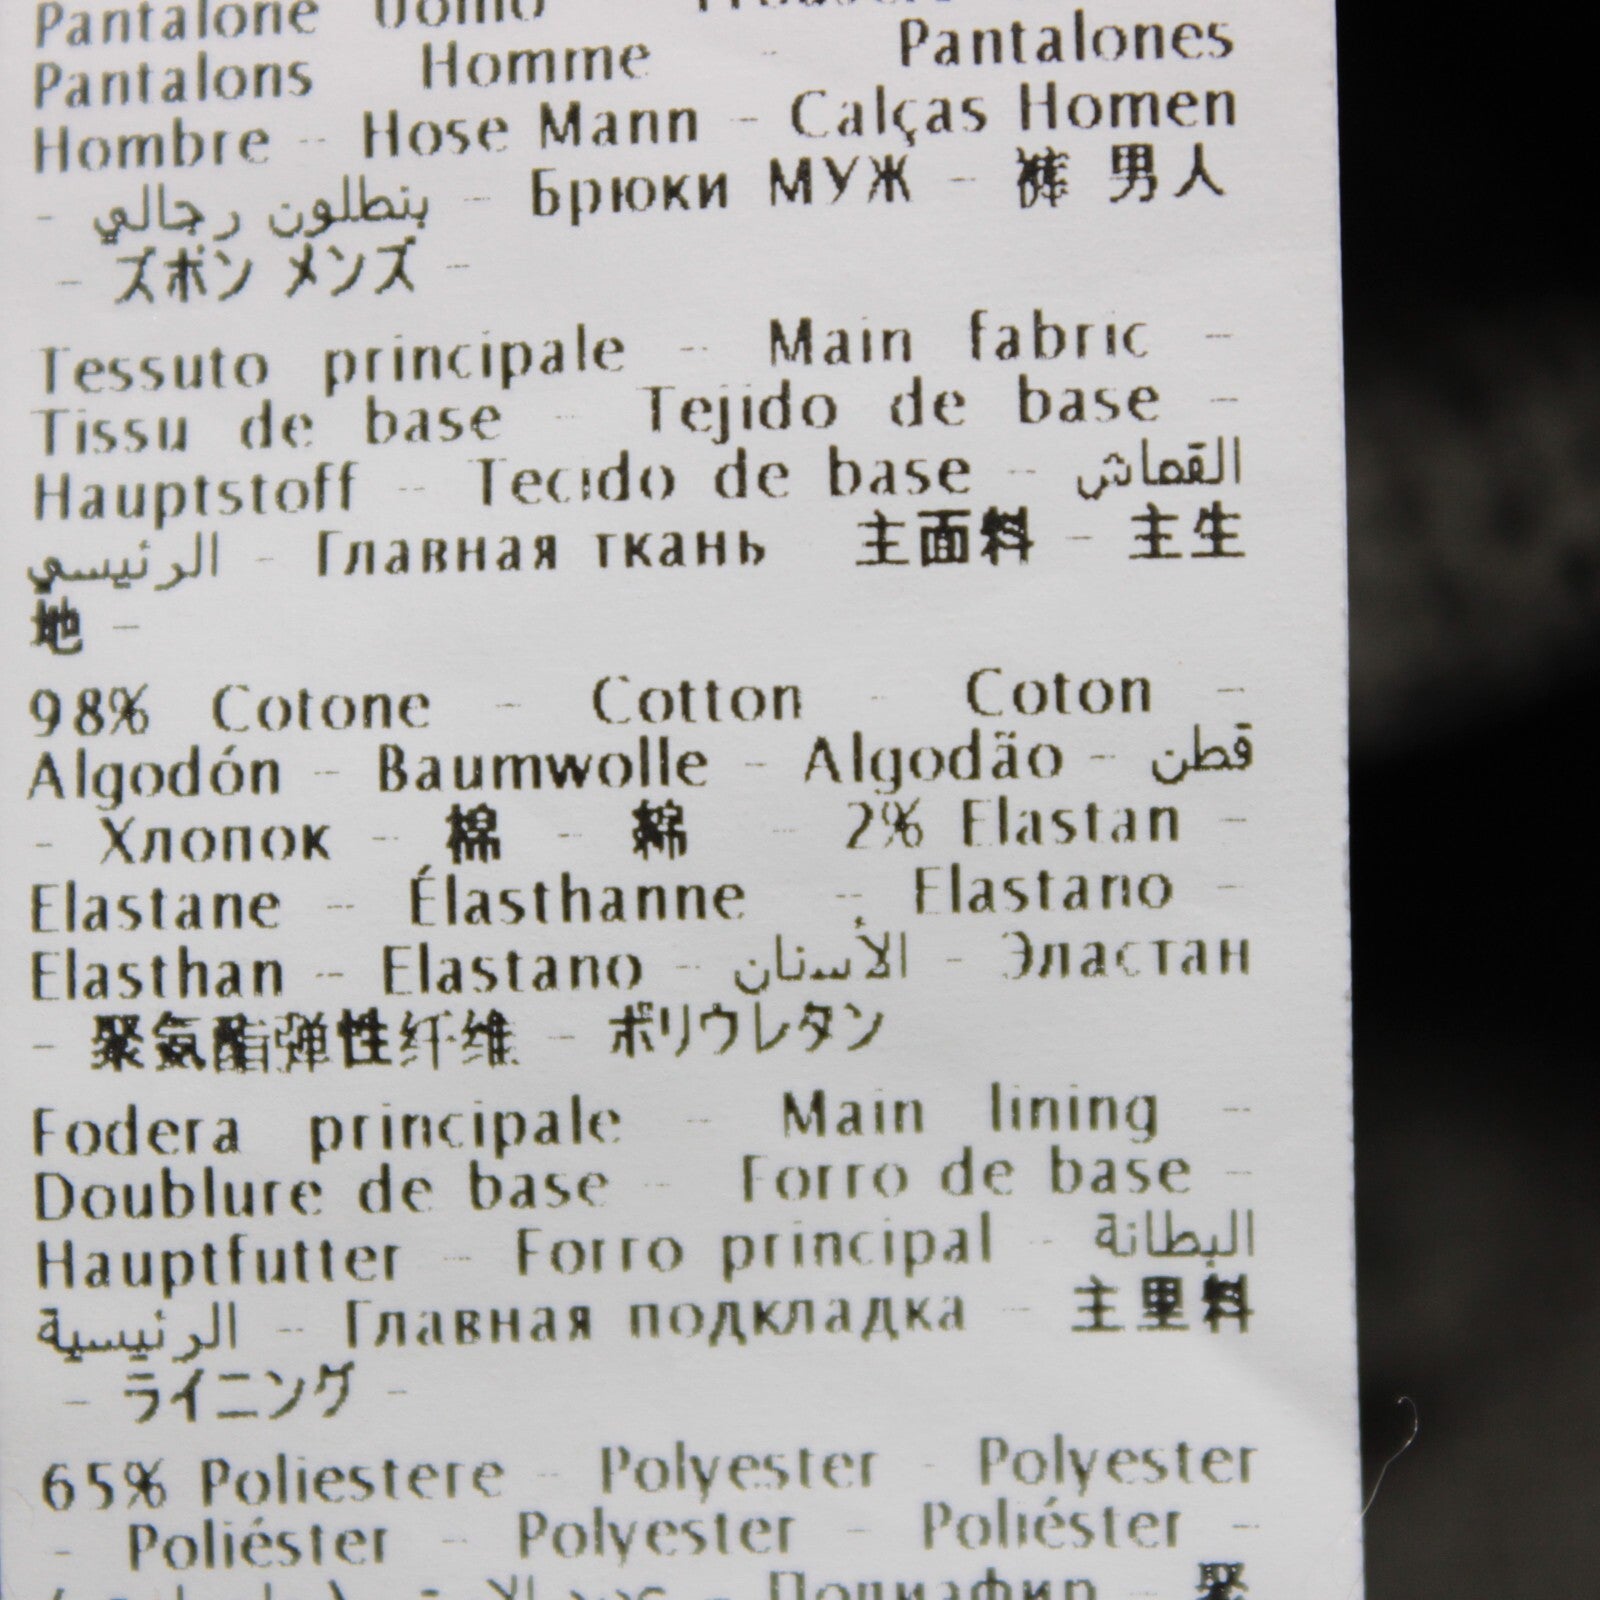 Pantalone Uomo -
Pantalons Homme - Pantalones
Hombre - Hose Mann - Calças Homen
- بنطلون رجالي - Брюки МУЖ - 裤 男人
- ズボン メンズ -
Tessuto principale - Main fabric -
Tissu de base - Tejido de base -
Hauptstoff - Tecido de base - القماش
الرئيسي - Главная ткань 主面料 - 主生
地 -
98% Cotone - Cotton - Coton -
Algodón - Baumwolle - Algodão - قطن
- Хлопок - 棉 - 綿 - 2% Elastan -
Elastane - Élasthanne - Elastano -
Elasthan - Elastano - الأسنان - Эластан
- 聚氨酯弹性纤维 - ポリウレタン
Fodera principale - Main lining -
Doublure de base - Forro de base -
Hauptfutter - Forro principal - البطانة
الرئيسية - Главная подкладка - 主里料
- ライニング -
65% Poliestere - Polyester - Polyester
- Poliéster - Polyester - Poliéster -
- Полиафир - 聚